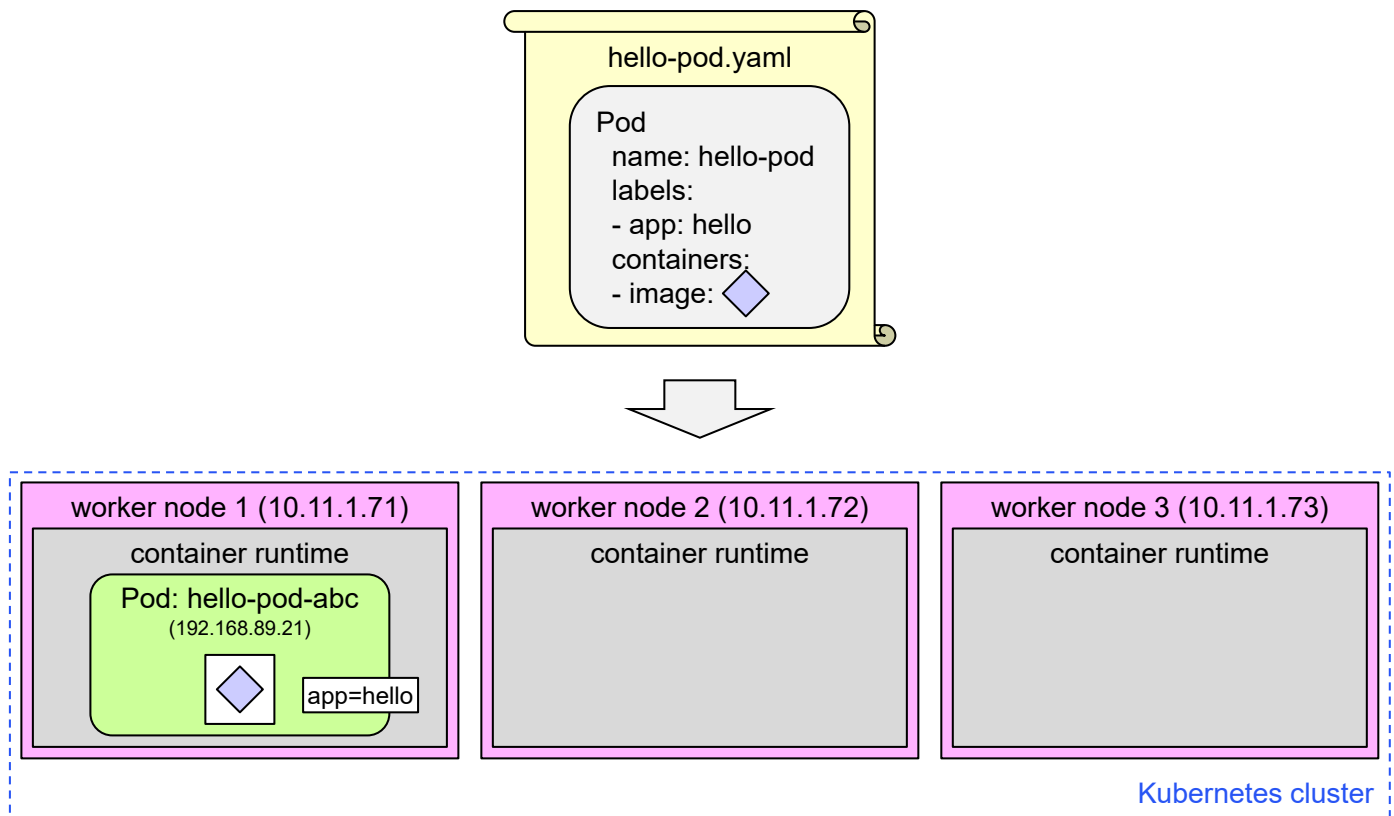 hello-pod.yaml
Pod
name: hello-pod
labels:
- app: hello
containers:
- image:
worker node 1 (10.11.1.71)
container runtime
Pod: hello-pod-abc
(192.168.89.21)
app=hello
worker node 2 (10.11.1.72)
container runtime
worker node 3 (10.11.1.73)
container runtime
Kubernetes cluster